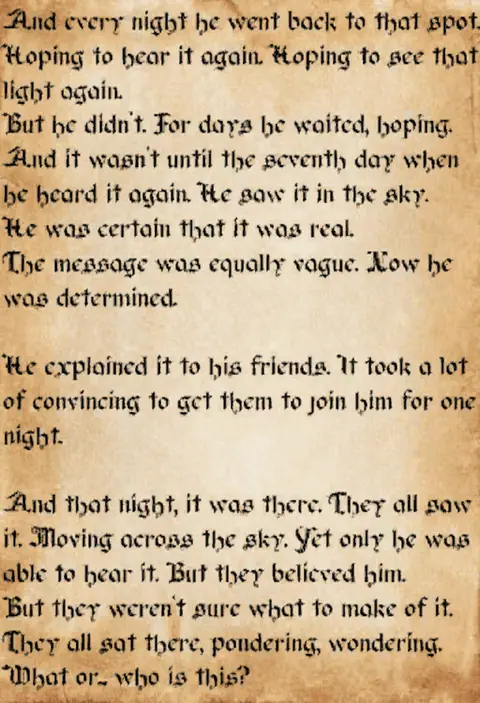 And every night he went back to that spot.
Hoping to hear it again. Hoping to see that
light again.
But he didn't. For days he waited, hoping.
And it wasn't until the seventh day when
he heard it again. He saw it in the sky.
He was certain that it was real.
The message was equally vague. Now he
was determined.
He explained it to his friends. It took a lot
of convincing to get them to join him for one
night.
And that night, it was there. They all saw
it. Moving across the sky. Yet only he was
able to hear it. But they believed him.
But they weren't sure what to make of it.
They all sat there, pondering, wondering.
What or... who is this?